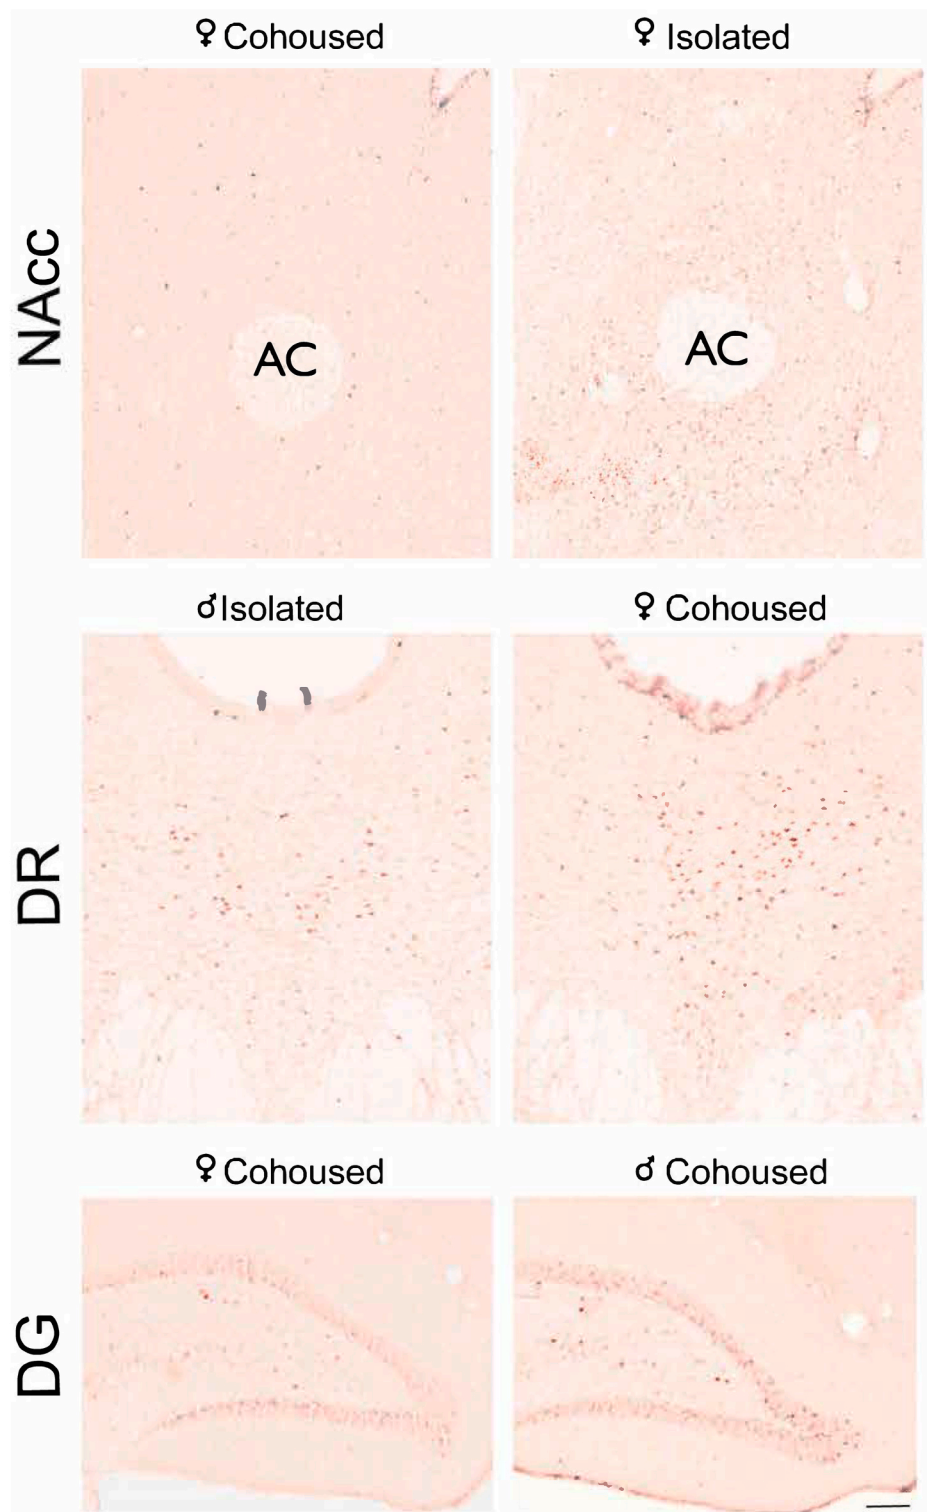 ♀ Cohoused
♀ Isolated
NAcc
AC
AC
♂Isolated
♀ Cohoused
DR
♀ Cohoused
♂ Cohoused
DG